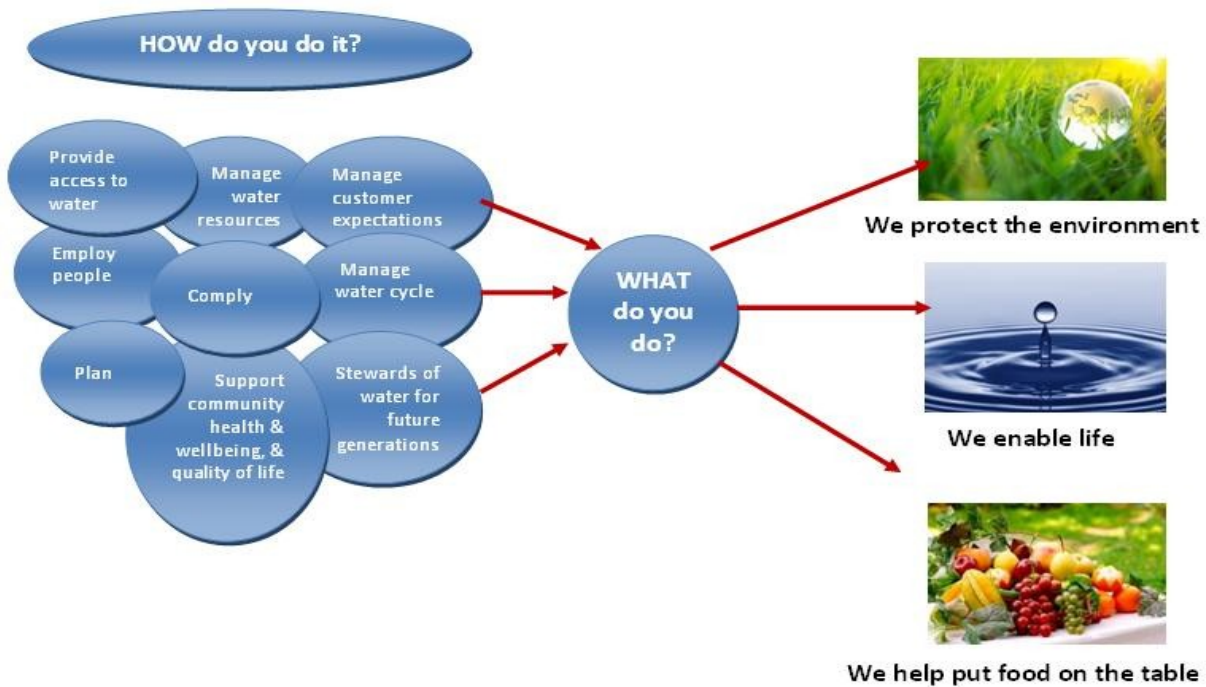 HOW do you do it?
Provide
access to
water
Manage
water
resources
Manage
customer
expectations
Employ
people
Comply
Manage
water cycle
Plan
Support
community
health &
wellbeing, &
quality of life
Stewards of
water for
future
generations
WHAT
do you
do?
We protect the environment
We enable life
We help put food on the table